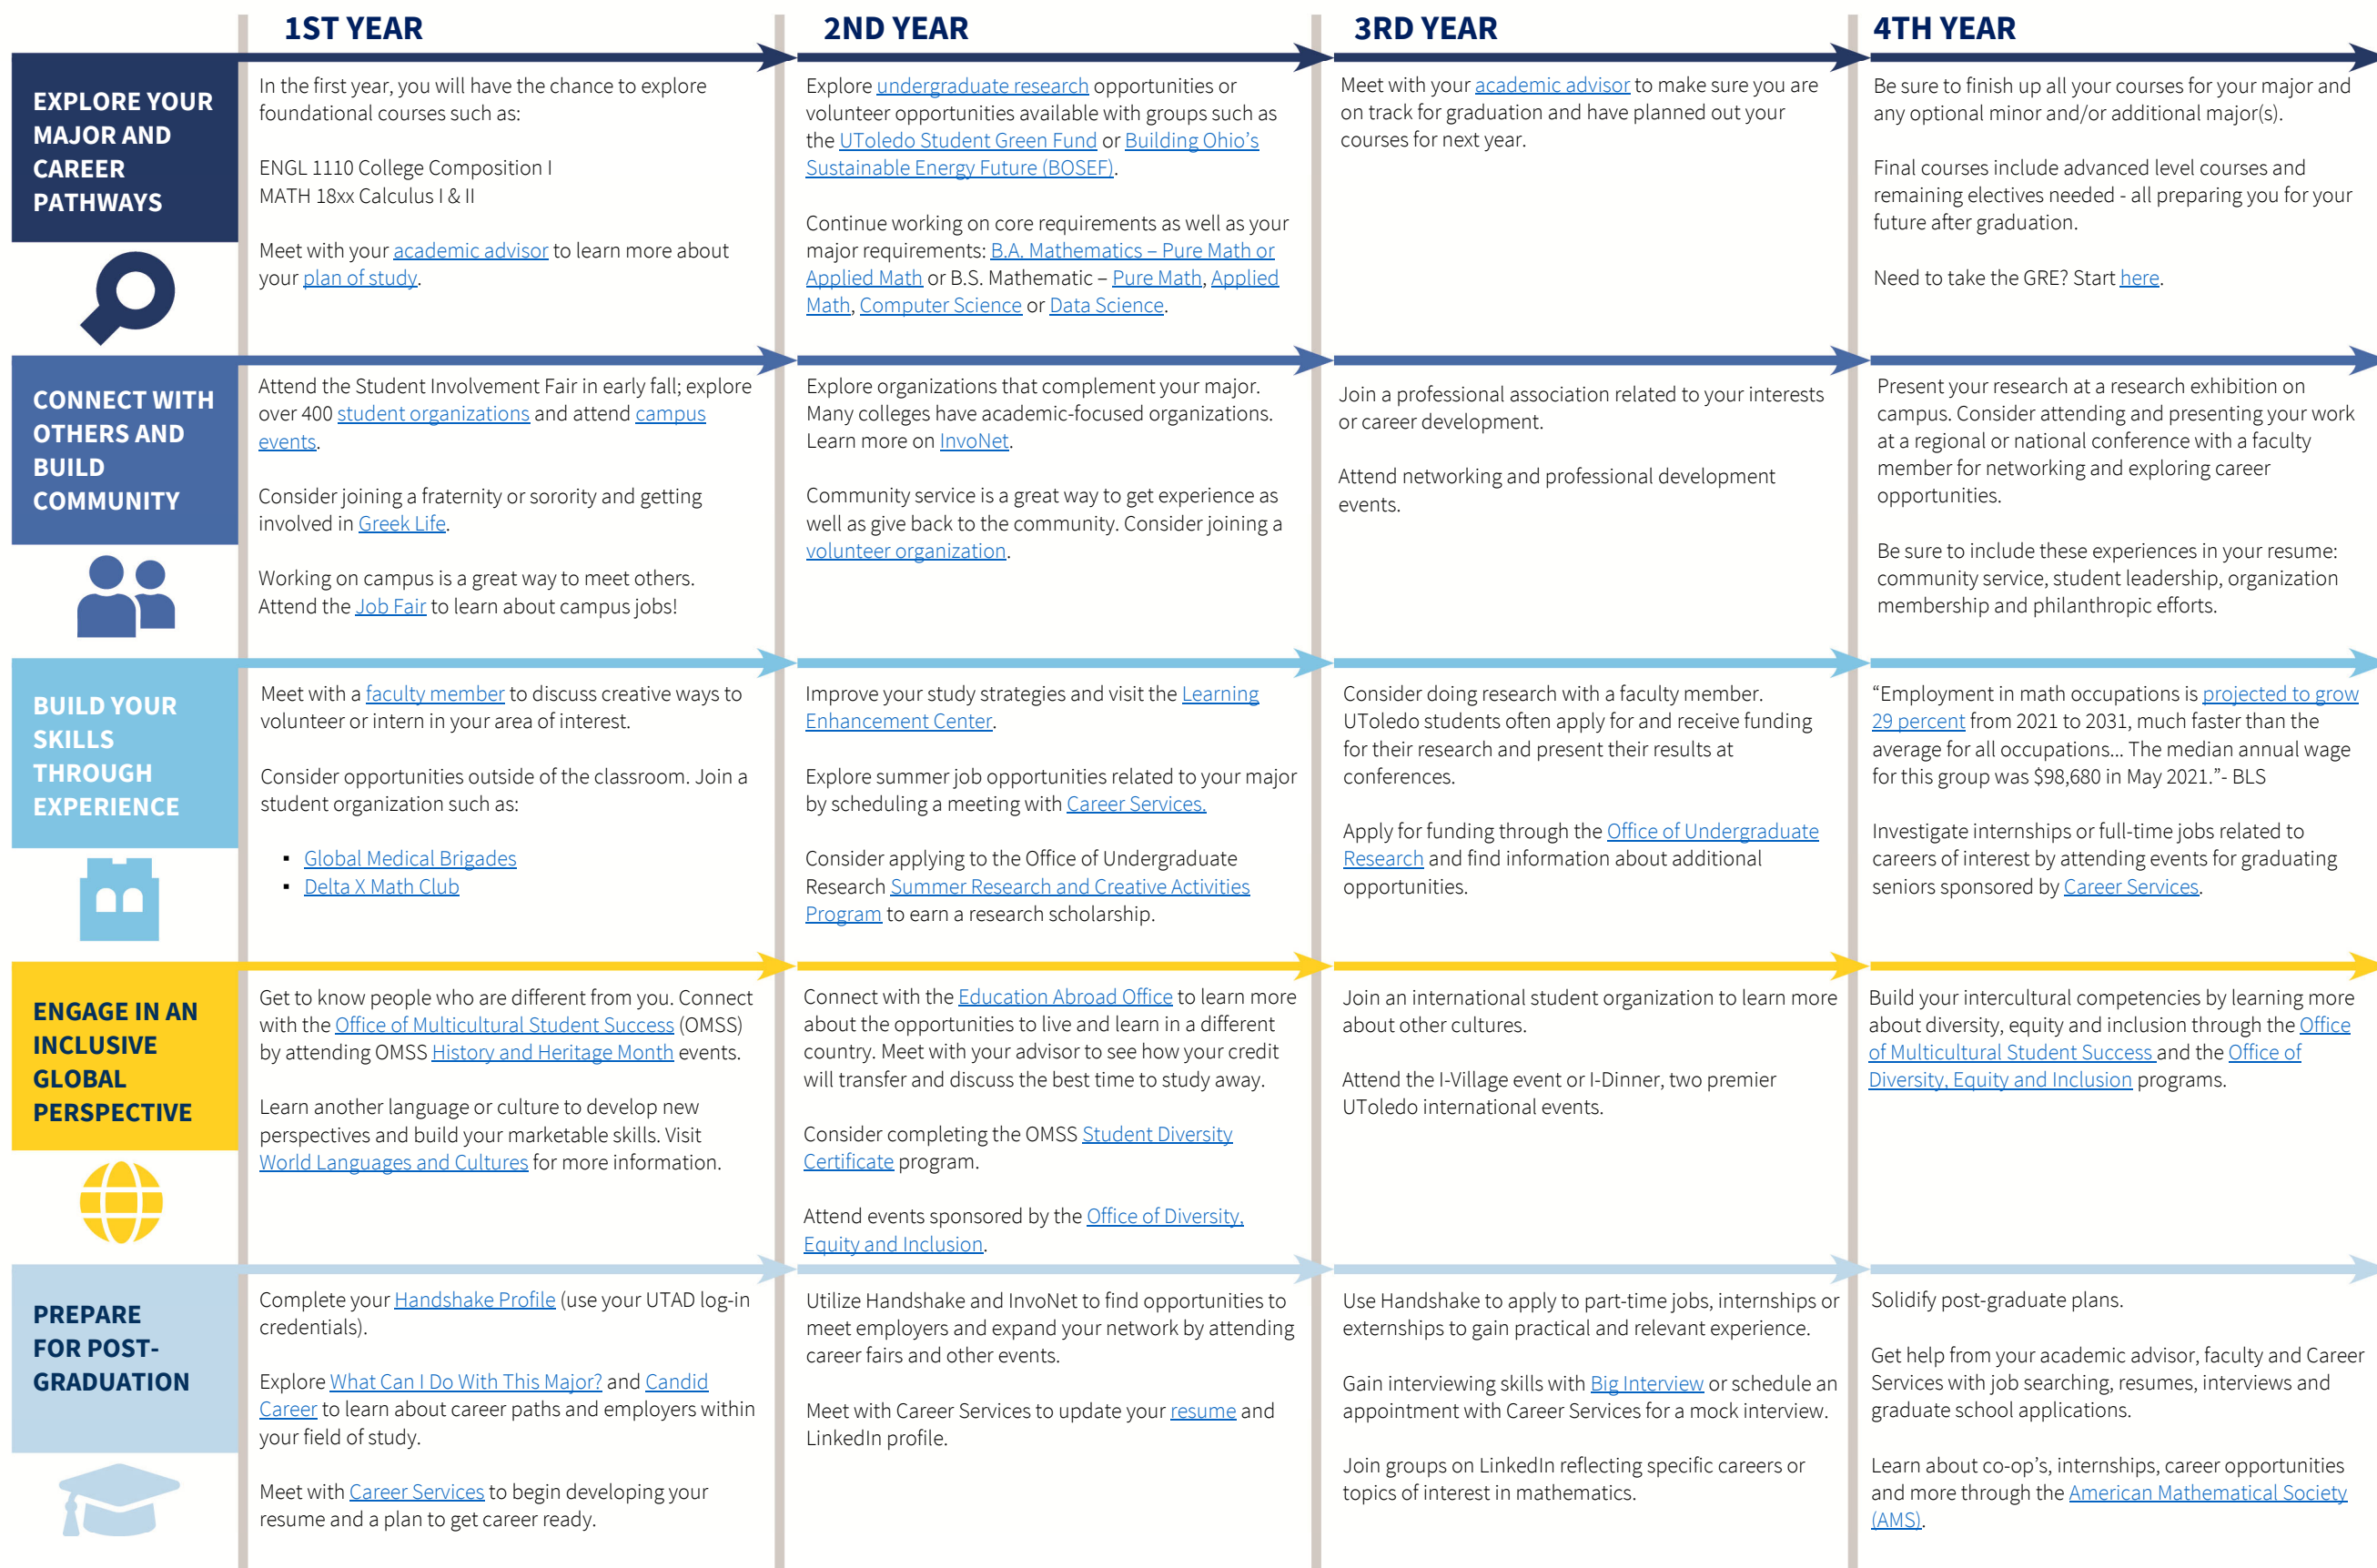 1ST YEAR
2ND YEAR
3RD YEAR
4TH YEAR
EXPLORE YOUR
MAJOR AND
CAREER
PATHWAYS
In the first year, you will have the chance to explore
foundational courses such as:
ENGL 1110 College Composition I
MATH 18xx Calculus I & II
Meet with your academic advisor to learn more about
your plan of study.
Explore undergraduate research opportunities or
volunteer opportunities available with groups such as
the UToledo Student Green Fund or Building Ohio's
Sustainable Energy Future (BOSEF).
Continue working on core requirements as well as your
major requirements: B.A. Mathematics – Pure Math or
Applied Math or B.S. Mathematic – Pure Math, Applied
Math, Computer Science or Data Science.
Meet with your academic advisor to make sure you are
on track for graduation and have planned out your
courses for next year.
Be sure to finish up all your courses for your major and
any optional minor and/or additional major(s).
Final courses include advanced level courses and
remaining electives needed - all preparing you for your
future after graduation.
Need to take the GRE? Start here.
CONNECT WITH
OTHERS AND
BUILD
COMMUNITY
Attend the Student Involvement Fair in early fall; explore
over 400 student organizations and attend campus
events.
Consider joining a fraternity or sorority and getting
involved in Greek Life.
Working on campus is a great way to meet others.
Attend the Job Fair to learn about campus jobs!
Explore organizations that complement your major.
Many colleges have academic-focused organizations.
Learn more on InvoNet.
Community service is a great way to get experience as
well as give back to the community. Consider joining a
volunteer organization.
Join a professional association related to your interests
or career development.
Attend networking and professional development
events.
Present your research at a research exhibition on
campus. Consider attending and presenting your work
at a regional or national conference with a faculty
member for networking and exploring career
opportunities.
Be sure to include these experiences in your resume:
community service, student leadership, organization
membership and philanthropic efforts.
BUILD YOUR
SKILLS
THROUGH
EXPERIENCE
Meet with a faculty member to discuss creative ways to
volunteer or intern in your area of interest.
Consider opportunities outside of the classroom. Join a
student organization such as:
▪ Global Medical Brigades
▪ Delta X Math Club
Improve your study strategies and visit the Learning
Enhancement Center.
Explore summer job opportunities related to your major
by scheduling a meeting with Career Services.
Consider applying to the Office of Undergraduate
Research Summer Research and Creative Activities
Program to earn a research scholarship.
Consider doing research with a faculty member.
UToledo students often apply for and receive funding
for their research and present their results at
conferences.
Apply for funding through the Office of Undergraduate
Research and find information about additional
opportunities.
“Employment in math occupations is projected to grow
29 percent from 2021 to 2031, much faster than the
average for all occupations... The median annual wage
for this group was $98,680 in May 2021.”- BLS
Investigate internships or full-time jobs related to
careers of interest by attending events for graduating
seniors sponsored by Career Services.
ENGAGE IN AN
INCLUSIVE
GLOBAL
PERSPECTIVE
Get to know people who are different from you. Connect
with the Office of Multicultural Student Success (OMSS)
by attending OMSS History and Heritage Month events.
Learn another language or culture to develop new
perspectives and build your marketable skills. Visit
World Languages and Cultures for more information.
Connect with the Education Abroad Office to learn more
about the opportunities to live and learn in a different
country. Meet with your advisor to see how your credit
will transfer and discuss the best time to study away.
Consider completing the OMSS Student Diversity
Certificate program.
Attend events sponsored by the Office of Diversity,
Equity and Inclusion.
Join an international student organization to learn more
about other cultures.
Attend the I-Village event or I-Dinner, two premier
UToledo international events.
Build your intercultural competencies by learning more
about diversity, equity and inclusion through the Office
of Multicultural Student Success and the Office of
Diversity, Equity and Inclusion programs.
PREPARE
FOR POST-
GRADUATION
Complete your Handshake Profile (use your UTAD log-in
credentials).
Explore What Can I Do With This Major? and Candid
Career to learn about career paths and employers within
your field of study.
Meet with Career Services to begin developing your
resume and a plan to get career ready.
Utilize Handshake and InvoNet to find opportunities to
meet employers and expand your network by attending
career fairs and other events.
Meet with Career Services to update your resume and
LinkedIn profile.
Use Handshake to apply to part-time jobs, internships or
externships to gain practical and relevant experience.
Gain interviewing skills with Big Interview or schedule an
appointment with Career Services for a mock interview.
Join groups on LinkedIn reflecting specific careers or
topics of interest in mathematics.
Solidify post-graduate plans.
Get help from your academic advisor, faculty and Career
Services with job searching, resumes, interviews and
graduate school applications.
Learn about co-op's, internships, career opportunities
and more through the American Mathematical Society
(AMS).